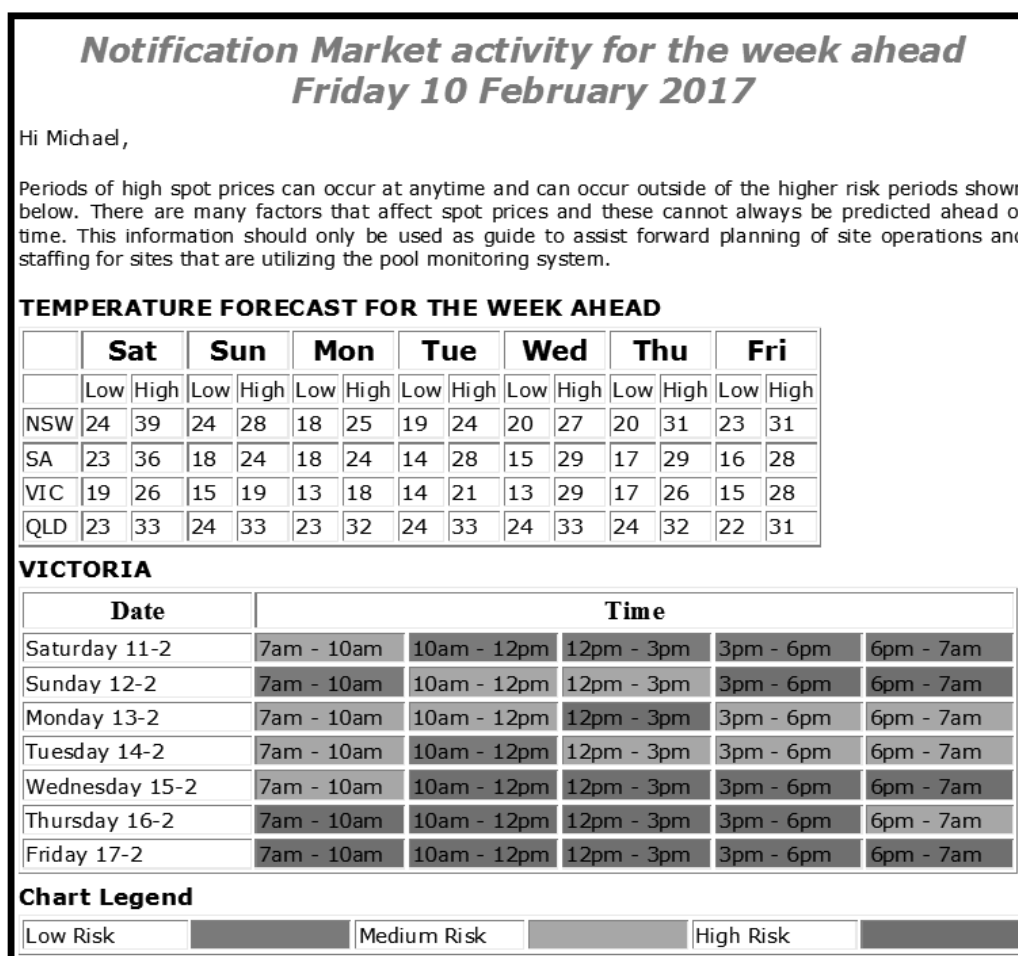 Notification Market activity for the week ahead
Friday 10 February 2017
Hi Michael,
Periods of high spot prices can occur at anytime and can occur outside of the higher risk periods shown
below. There are many factors that affect spot prices and these cannot always be predicted ahead o
time. This information should only be used as guide to assist forward planning of site operations and
staffing for sites that are utilizing the pool monitoring system.
TEMPERATURE FORECAST FOR THE WEEK AHEAD
Sat Sun Mon Tue Wed Thu Fri
Low High Low High Low High Low High Low High Low High Low High
NSW 24 39 24 28 18 25 19 24 20 27 20 31 23 31
SA 23 36 18 24 18 24 14 28 15 29 17 29 16 28
VIC 19 26 15 19 13 18 14 21 13 29 17 26 15 28
QLD 23 33 24 33 23 32 24 33 24 33 24 32 22 31
VICTORIA
Date Time
Saturday 11-2 7am - 10am 10am - 12pm 12pm - 3pm 3pm - 6pm 6pm - 7am
Sunday 12-2 7am - 10am 10am - 12pm 12pm - 3pm 3pm - 6pm 6pm - 7am
Monday 13-2 7am - 10am 10am - 12pm 12pm - 3pm 3pm - 6pm 6pm - 7am
Tuesday 14-2 7am - 10am 10am - 12pm 12pm - 3pm 3pm - 6pm 6pm - 7am
Wednesday 15-2 7am - 10am 10am - 12pm 12pm - 3pm 3pm - 6pm 6pm - 7am
Thursday 16-2 7am - 10am 10am - 12pm 12pm - 3pm 3pm - 6pm 6pm - 7am
Friday 17-2 7am - 10am 10am - 12pm 12pm - 3pm 3pm - 6pm 6pm - 7am
Chart Legend
Low Risk Medium Risk High Risk